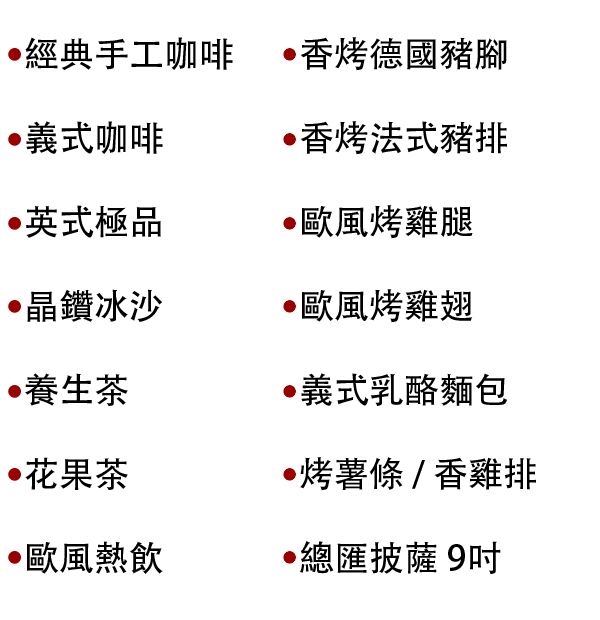 •經典手工咖啡
•義式咖啡
•英式極品
•晶鑽冰沙
•養生茶
•花果茶
•歐風熱飲
•香烤德國豬腳
•香烤法式豬排
•歐風烤雞腿
•歐風烤雞翅
•義式乳酪麵包
•烤薯條 / 香雞排
•總匯披薩 9吋